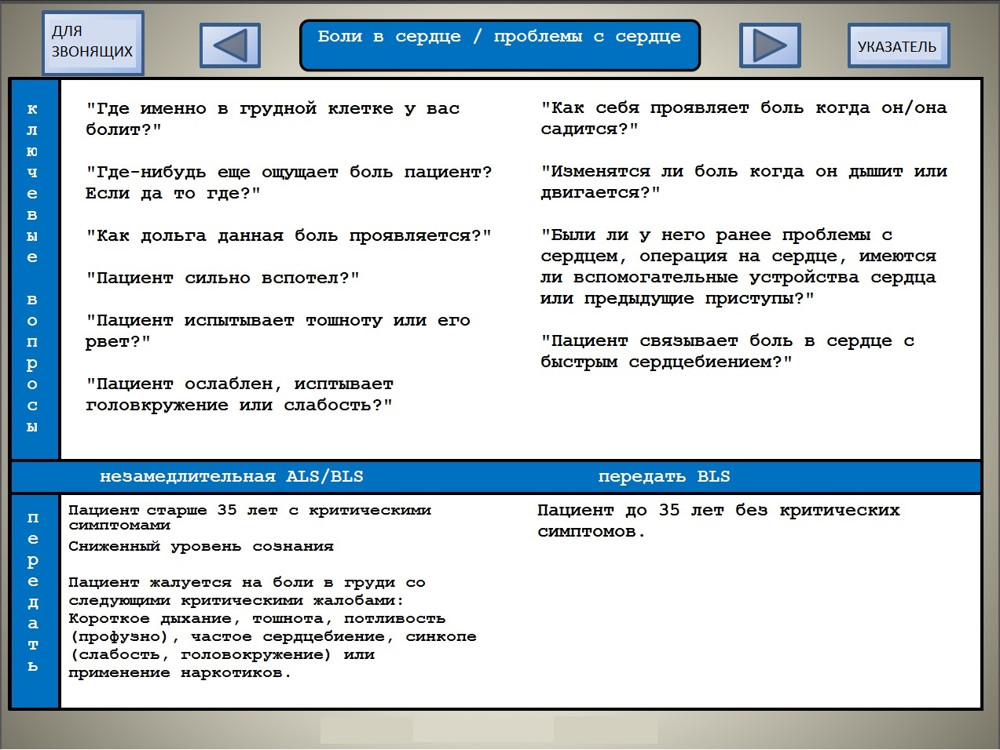 ДЛЯ
ЗВОНЯЩИХ
Боли в сердце / проблемы с сердце
УКАЗАТЕЛЬ
ключевые вопросы
"Где именно в грудной клетке у вас
болит?"
"Где-нибудь еще ощущает боль пациент?
Если да то где?"
"Как дольга данная боль проявляется?"
"Пациент сильно вспотел?"
"Пациент испытывает тошноту или его
рвет?"
"Пациент ослаблен, исптывает
головкружение или слабость?"
"Как себя проявляет боль когда он/она
садится?"
"Изменятся ли боль когда он дышит или
двигается?"
"Были ли у него ранее проблемы с
сердцем, операция на сердце, имеются
ли вспомогательные устройства сердца
или предыдущие приступы?"
"Пациент связывает боль в сердце с
быстрым сердцебиением?"
незамедлительная ALS/BLS
передать BLS
передать
Пациент старше 35 лет с критическими
симптомами
Сниженный уровень сознания
Пациент жалуется на боли в груди со
следующими критическими жалобами:
Короткое дыхание, тошнота, потливость
(профузно), частое сердцебиение, синкопе
(слабость, головокружение) или
применение наркотиков.
Пациент до 35 лет без критических
симптомов.